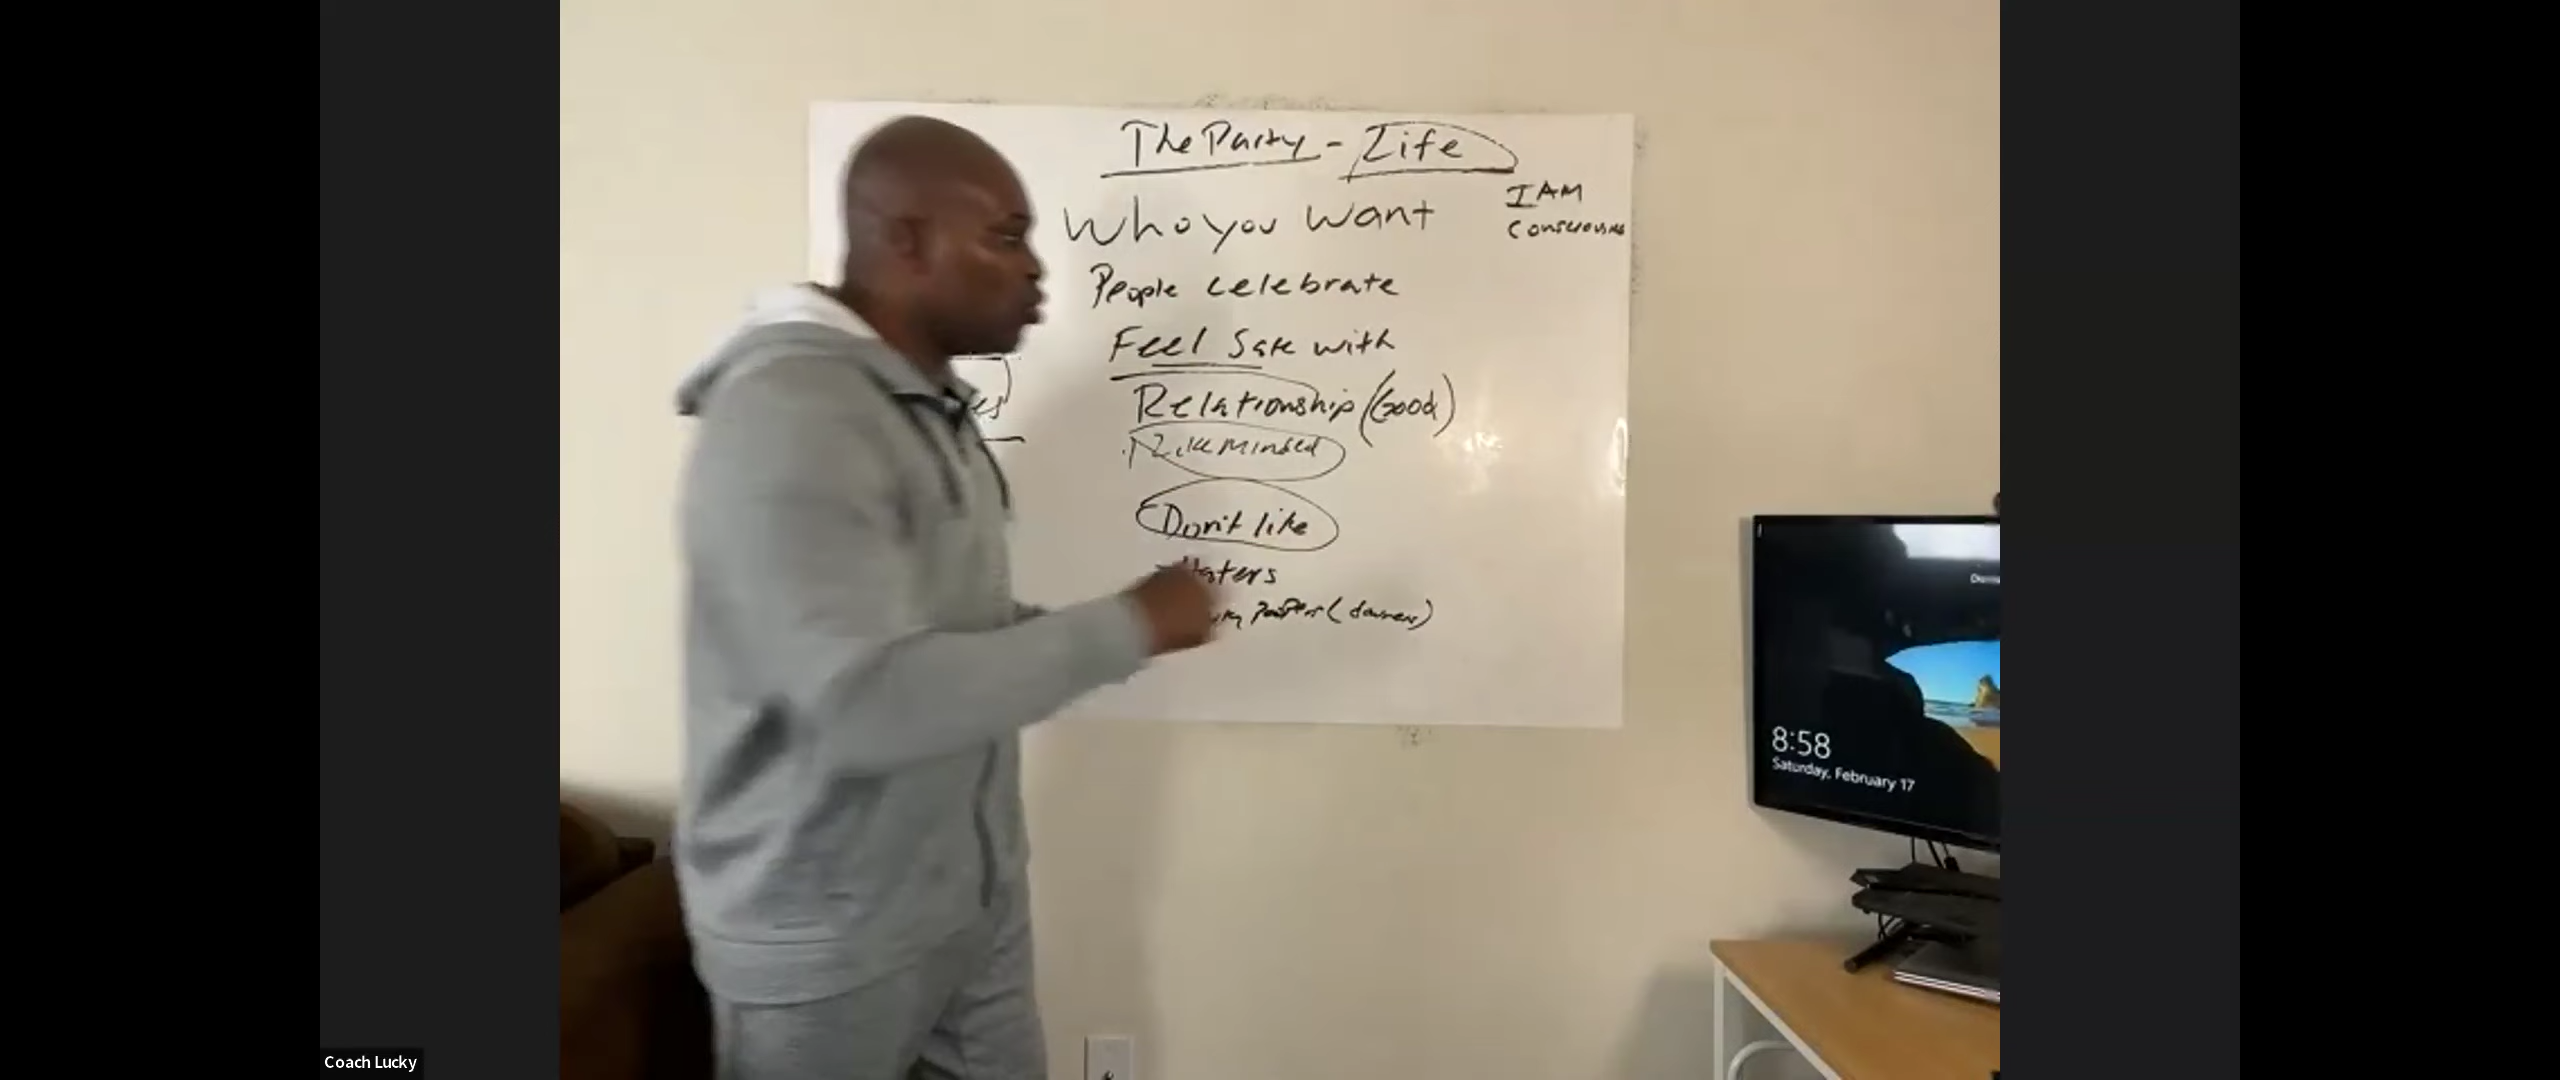 The Party - Life
I AM
Who you want
People celebrate
Feel Safe with
Relationship (Good)
Like Minded
Don't like
- Haters
(downers)
8:58
Saturday, February 17
Coach Lucky